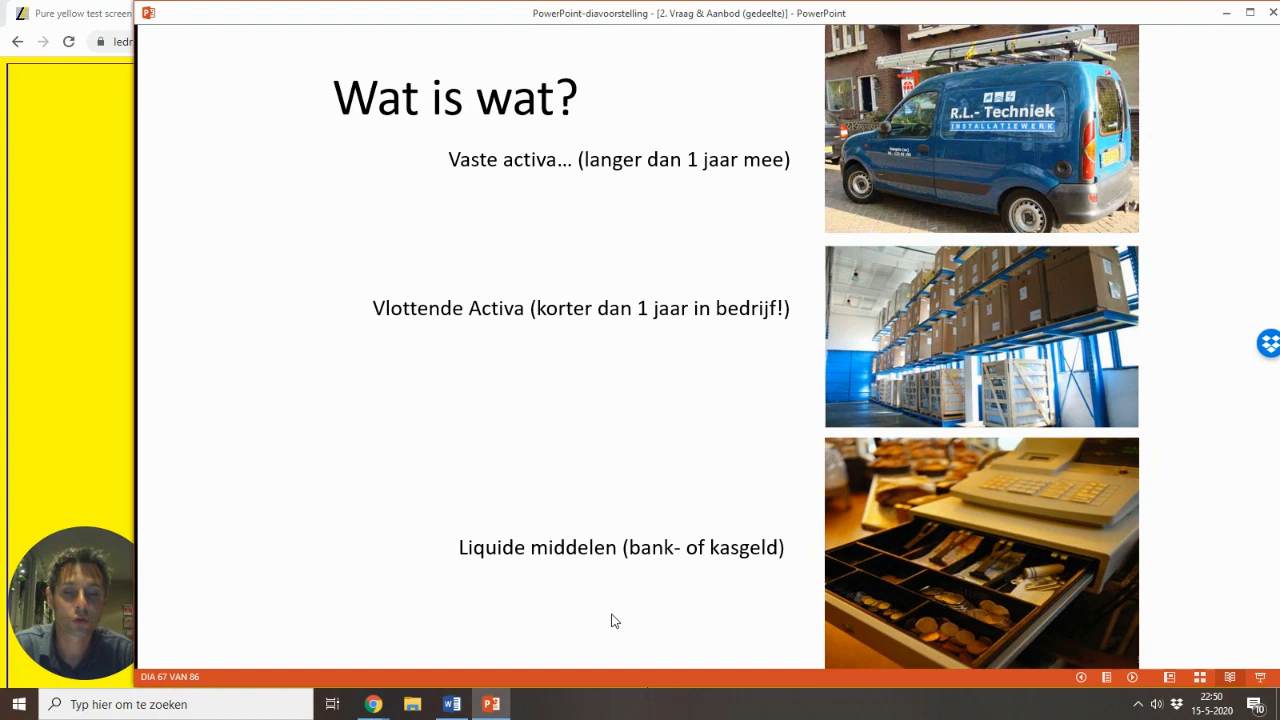 Pure yellow test screen
PowerPoint-diavoorstelling - [2. Vraag & Aanbod (gedeelte)] - PowerPoint
ledr
Wat is wat?
R.L.- Techniek
INSTALLATIEWERK
Vaste activa... (langer dan 1 jaar mee)
Vlottende Activa (korter dan 1 jaar in bedrijf!)
Liquide middelen (bank- of kasgeld)
DIA 67 VAN 86
Typ hier om te zoeken
22:50
15-5-2020
10